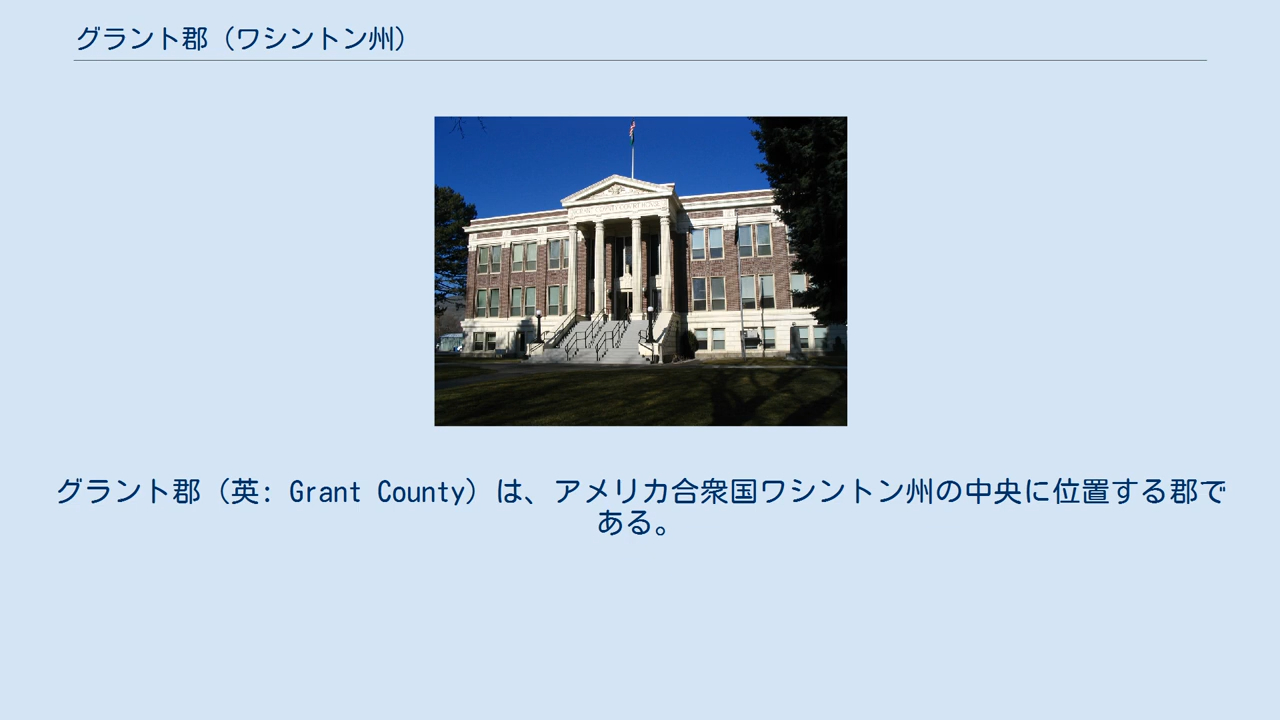 グラント郡（ワシントン州）
グラント郡（英: Grant County）は、アメリカ合衆国ワシントン州の中央に位置する郡で
ある。